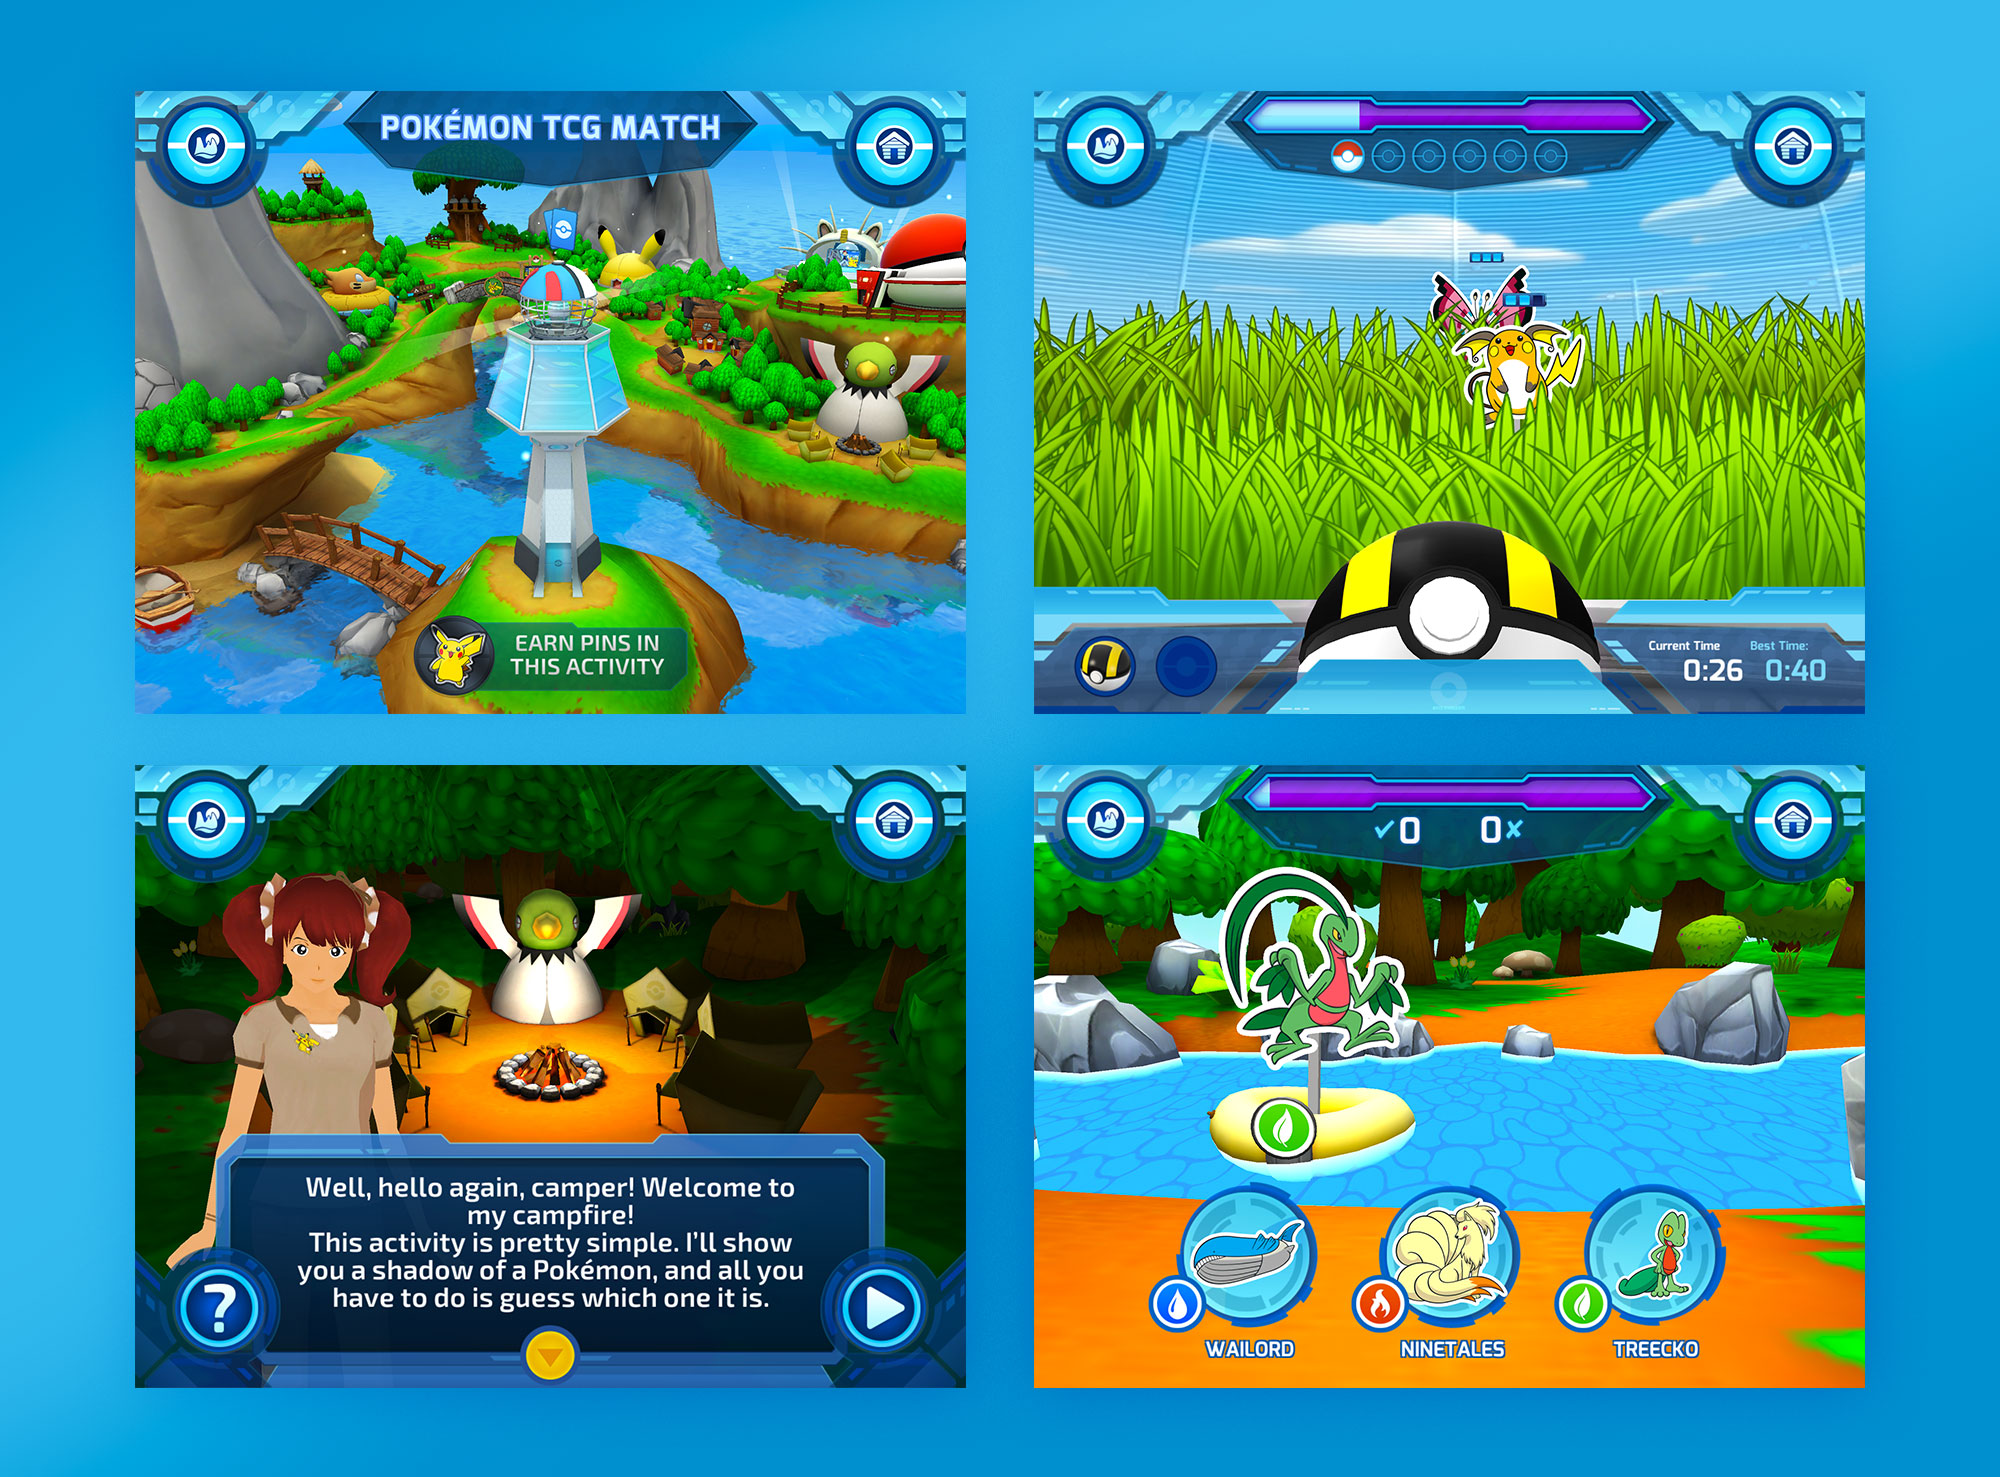 POKÉMON TCG MATCH
EARN PINS IN
THIS ACTIVITY
Current Time
0:26
Best Time:
0:40
Well, hello again, camper! Welcome to
my campfire!
This activity is pretty simple. I'll show
you a shadow of a Pokémon, and all you
have to do is guess which one it is.
?
✓0
0×
WAILORD
NINETALES
TREECKO